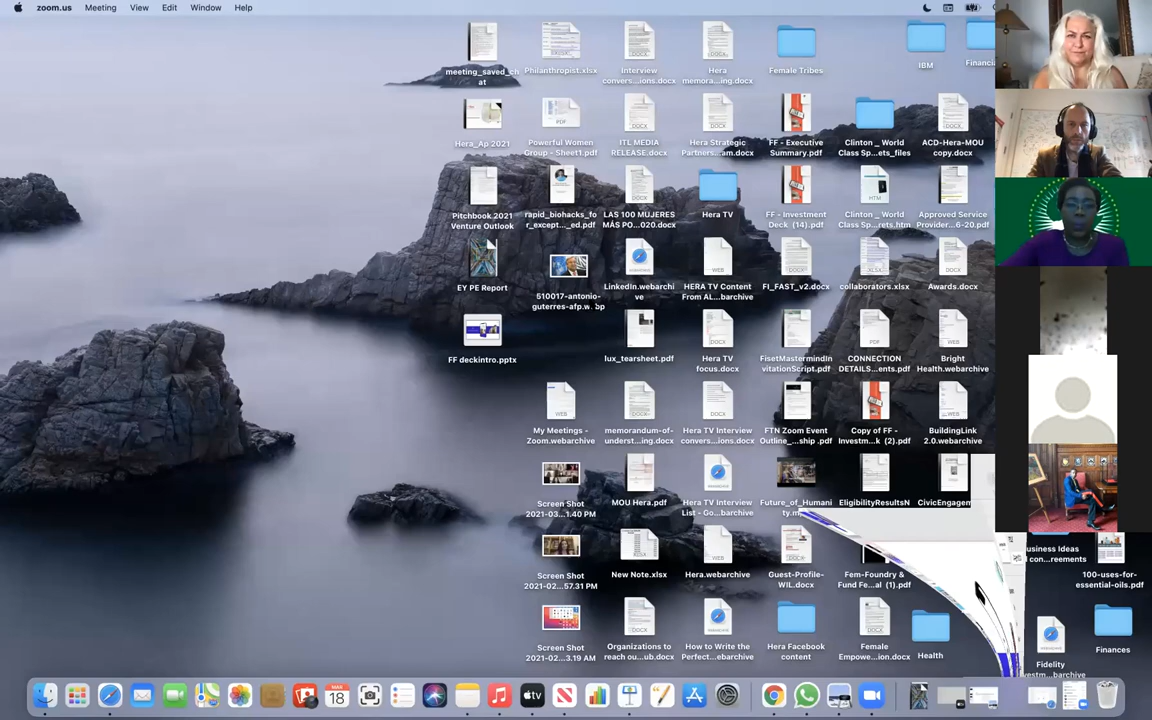 zoom.us Meeting View Edit Window Help
meeting_saved_ch
at
Philanthropist.xlsx
Interview
convers...ions.docx
Hera
memora...ing.docx
Female Tribes
IBM
Hera_Ap 2021
Powerful Women
Group - Sheet1.pdf
ITL MEDIA
RELEASE.docx
Hera Strategic
Partners...am.docx
FF - Executive
Summary.pdf
Clinton _ World
Class Sp...ets_files
ACD-Hera-MOU
copy.docx
Pitchbook 2021
Venture Outlook
rapid_biohacks_fo
r_except..._ed.pdf
LAS 100 MUJERES
MÁS PO...020.docx
Hera TV
FF - Investment
Deck (14).pdf
Clinton _ World
Class Sp...rets.htm
Approved Service
Provider...6-20.pdf
EY PE Report
510017-antonio-
guterres-afp.webp
LinkedIn.webarchi
ve
HERA TV Content
From AL...barchive
FI_FAST_v2.docx
collaborators.xlsx
Awards.docx
FF deckintro.pptx
lux_tearsheet.pdf
Hera TV
focus.docx
FisetMastermindIn
vitationScript.pdf
CONNECTION
DETAILS...ents.pdf
Bright
Health.webarchive
My Meetings -
Zoom.webarchive
memorandum-of-
underst...ing.docx
Hera TV Interview
convers...ions.docx
FTN Zoom Event
Outline_...ship .pdf
Copy of FF -
Investm...k (2).pdf
BuildingLink
2.0.webarchive
Screen Shot
2021-03...1.40 PM
MOU Hera.pdf
Hera TV Interview
List - Go...barchive
Future_of_Humani
ty.m
EligibilityResultsN
CivicEngagem
Screen Shot
2021-02...57.31 PM
New Note.xlsx
Hera.webarchive
Guest-Profile-
WIL.docx
Fem-Foundry &
Fund Fe...al (1).pdf
usiness Ideas
con...reements
100-uses-for-
essential-oils.pdf
Screen Shot
2021-02...3.19 AM
Organizations to
reach ou...ub.docx
How to Write the
Perfect...ebarchive
Hera Facebook
content
Female
Empowe...ion.docx
Health
Fidelity
Finances
MAR
18